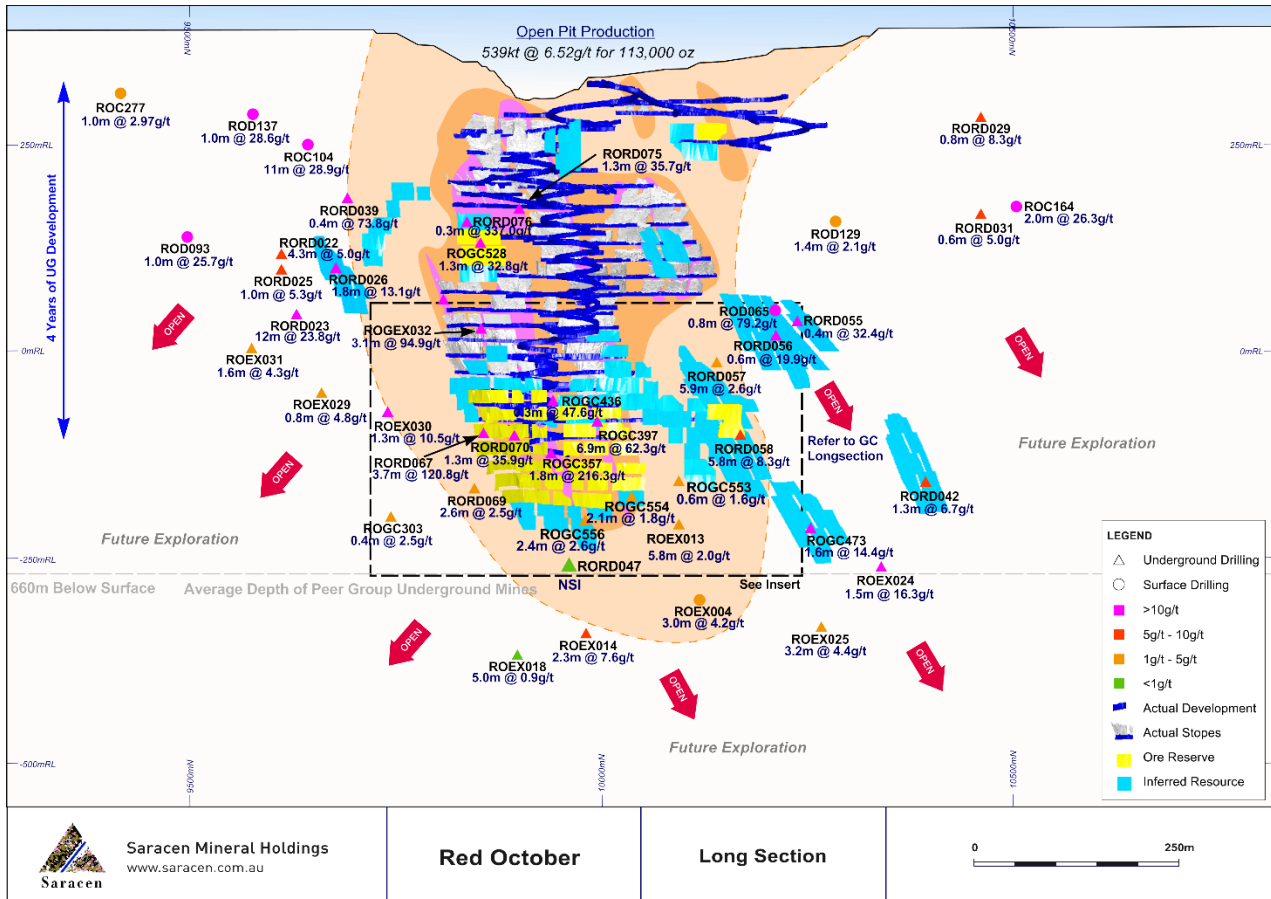 9500mN
10500mN
Open Pit Production
539kt @ 6.52g/t for 113,000 oz
ROC277
1.0m @ 2.97g/t
ROD137
1.0m @ 28.6g/t
ROC104
11m @ 28.9g/t
RORD029
0.8m @ 8.3g/t
250mRL
250mRL
RORD075
1.3m @ 35.7g/t
4 Years of UG Development
RORD039
0.4m @ 73.8g/t
RORD076
0.3m @ 337.0g/t
ROC164
2.0m @ 26.3g/t
RORD031
0.6m @ 5.0g/t
ROD129
1.4m @ 2.1g/t
ROD093
1.0m @ 25.7g/t
RORD022
4.3m @ 5.0g/t
ROGC528
1.3m @ 32.8g/t
RORD025
1.0m @ 5.3g/t
RORD026
1.8m @ 13.1g/t
OPEN
RORD023
12m @ 23.8g/t
ROGEX032
3.1m @ 94.9g/t
ROD065
0.8m @ 79.2g/t
RORD055
0.4m @ 32.4g/t
RORD056
0.6m @ 19.9g/t
OPEN
0mRL
0mRL
ROEX031
1.6m @ 4.3g/t
RORD057
5.9m @ 2.6g/t
ROEX029
0.8m @ 4.8g/t
ROGC436
0.3m @ 47.6g/t
OPEN
ROEX030
1.3m @ 10.5g/t
ROGC397
6.9m @ 62.3g/t
Refer to GC
Longsection
Future Exploration
RORD070
1.3m @ 35.9g/t
RORD058
5.8m @ 8.3g/t
RORD067
3.7m @ 120.8g/t
ROGC357
1.8m @ 216.3g/t
OPEN
RORD069
2.6m @ 2.5g/t
ROGC553
0.6m @ 1.6g/t
RORD042
1.3m @ 6.7g/t
ROGC554
2.1m @ 1.8g/t
ROGC303
0.4m @ 2.5g/t
ROGC556
2.4m @ 2.6g/t
ROEX013
5.8m @ 2.0g/t
ROGC473
1.6m @ 14.4g/t
Future Exploration
-250mRL
-250mRL
RORD047
NSI
660m Below Surface
Average Depth of Peer Group Underground Mines
See Insert
ROEX024
1.5m @ 16.3g/t
ROEX004
3.0m @ 4.2g/t
OPEN
ROEX014
2.3m @ 7.6g/t
ROEX025
3.2m @ 4.4g/t
ROEX018
5.0m @ 0.9g/t
OPEN
OPEN
Future Exploration
-500mRL
-500mRL
9500mN
10000mN
10500mN
LEGEND
Underground Drilling
Surface Drilling
>10g/t
5g/t - 10g/t
1g/t - 5g/t
<1g/t
Actual Development
Actual Stopes
Ore Reserve
Inferred Resource
Saracen
Saracen Mineral Holdings
www.saracen.com.au
Red October
Long Section
0
250m